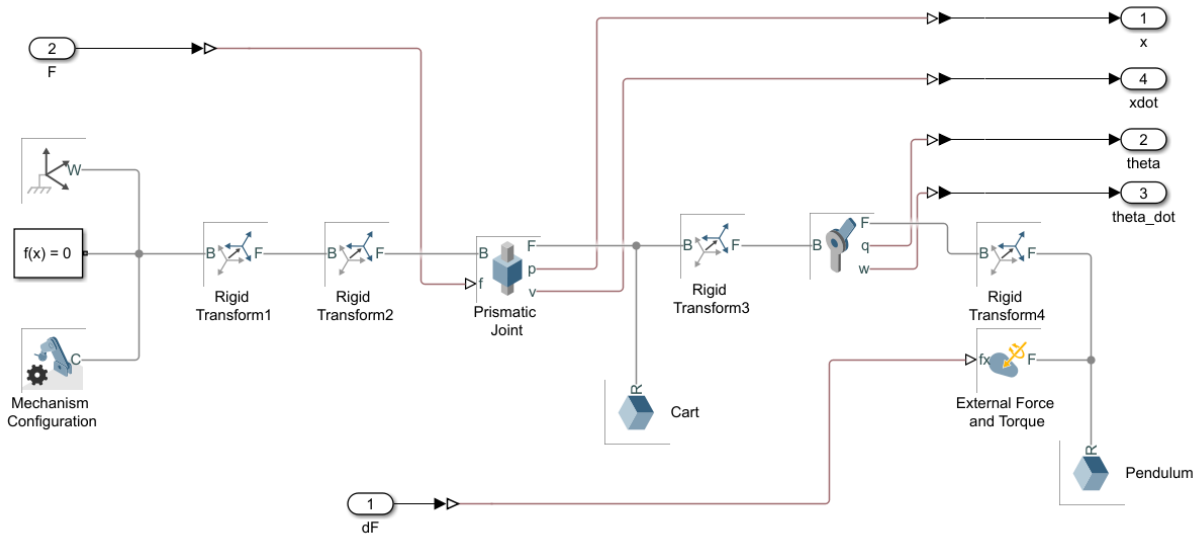 1
x
2
F
4
xdot
2
theta
W
3
theta_dot
f(x) = 0
B
F
Rigid
Transform1
B
F
Rigid
Transform2
B
F
f
p
v
Prismatic
Joint
B
F
Rigid
Transform3
B
F
q
w
B
F
Rigid
Transform4
C
Mechanism
Configuration
fx
F
External Force
and Torque
R
Cart
R
Pendulum
1
dF